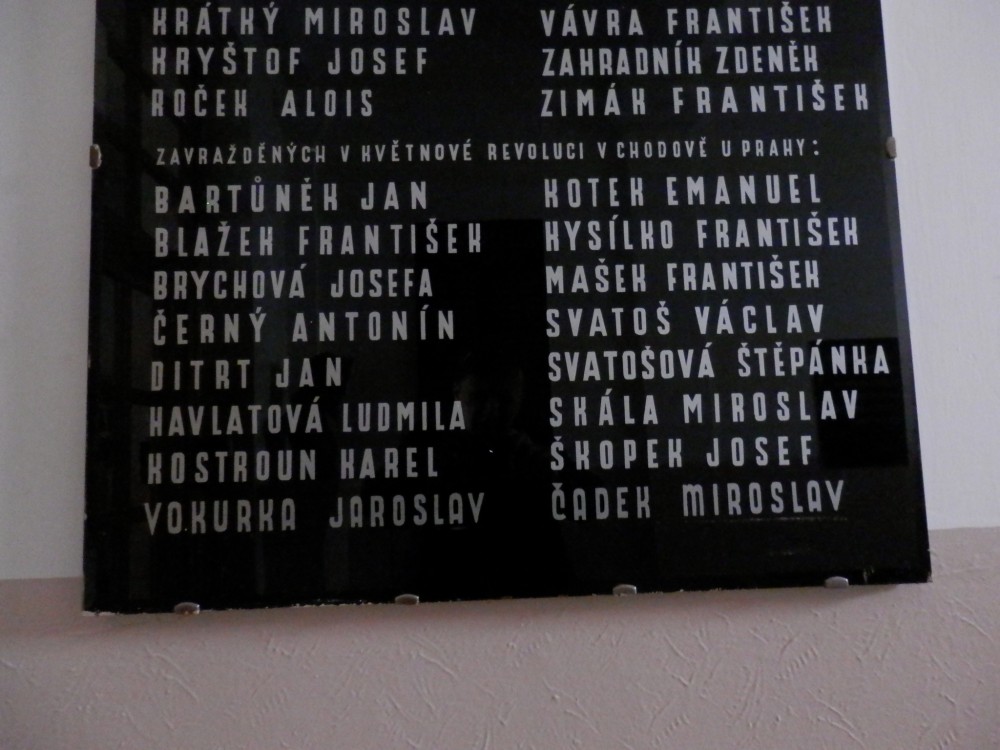 KRÁTKÝ MIROSLAV
KRYŠTOF JOSEF
ROČEK ALOIS
VÁVRA FRANTIŠEK
ZAHRADNÍK ZDENĚK
ZIMÁK FRANTIŠEK
ZAVRAŽDĚNÝCH V KVĚTNOVÉ REVOLUCI V CHODOVĚ U PRAHY:
BARTŮNĚK JAN
BLAŽEK FRANTIŠEK
BRYCHOVÁ JOSEFA
ČERNÝ ANTONÍN
DITRT JAN
HAVLATOVÁ LUDMILA
KOSTROUN KAREL
VOKURKA JAROSLAV
KOTEK EMANUEL
KYSÍLKO FRANTIŠEK
MAŠEK FRANTIŠEK
SVATOŠ VÁCLAV
SVATOŠOVÁ ŠTĚPÁNKA
SKÁLA MIROSLAV
ŠKOPEK JOSEF
ČADEK MIROSLAV